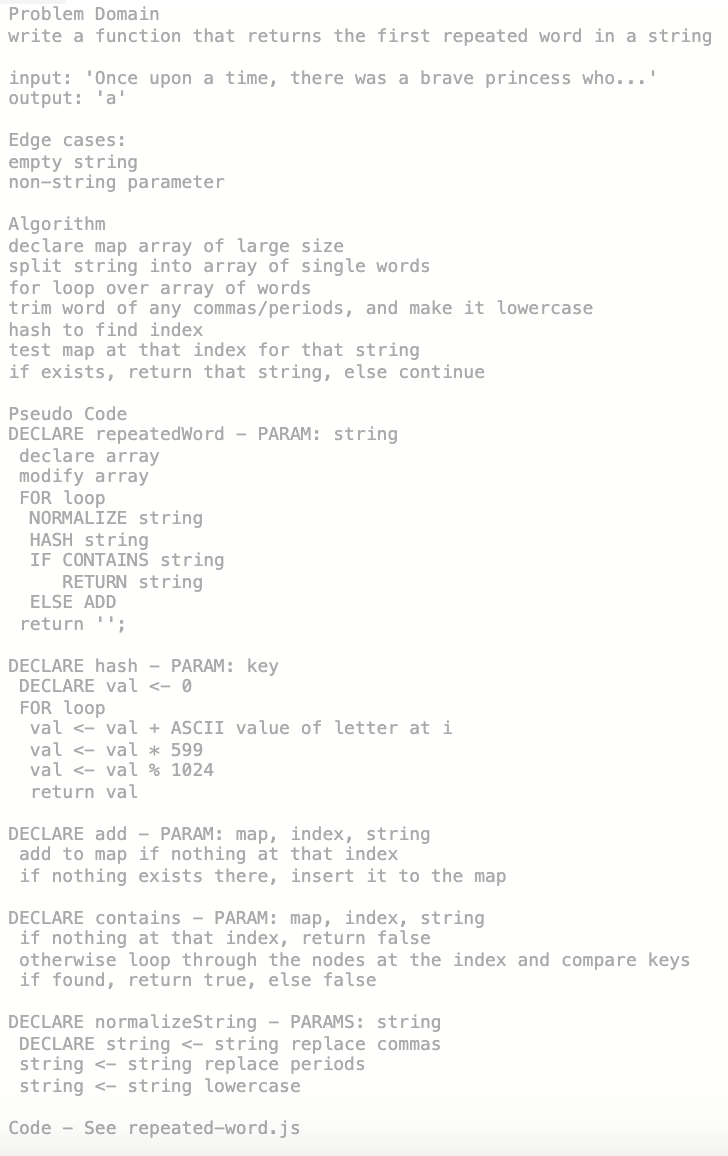 Problem Domain
write a function that returns the first repeated word in a string
input: 'Once upon a time, there was a brave princess who...'
output: 'a'
Edge cases:
empty string
non-string parameter
Algorithm
declare map array of large size
split string into array of single words
for loop over array of words
trim word of any commas/periods, and make it lowercase
hash to find index
test map at that index for that string
if exists, return that string, else continue
Pseudo Code
DECLARE repeatedWord – PARAM: string
declare array
modify array
FOR loop
NORMALIZE string
HASH string
IF CONTAINS string
RETURN string
ELSE ADD
return '';
DECLARE hash – PARAM: key
DECLARE val <- 0
FOR loop
val <- val + ASCII value of letter at i
val <- val * 599
val <- val % 1024
return val
DECLARE add – PARAM: map, index, string
add to map if nothing at that index
if nothing exists there, insert it to the map
DECLARE contains – PARAM: map, index, string
if nothing at that index, return false
otherwise loop through the nodes at the index and compare keys
if found, return true, else false
DECLARE normalizeString – PARAMS: string
DECLARE string <- string replace commas
string <- string replace periods
string <- string lowercase
Code – See repeated-word.js